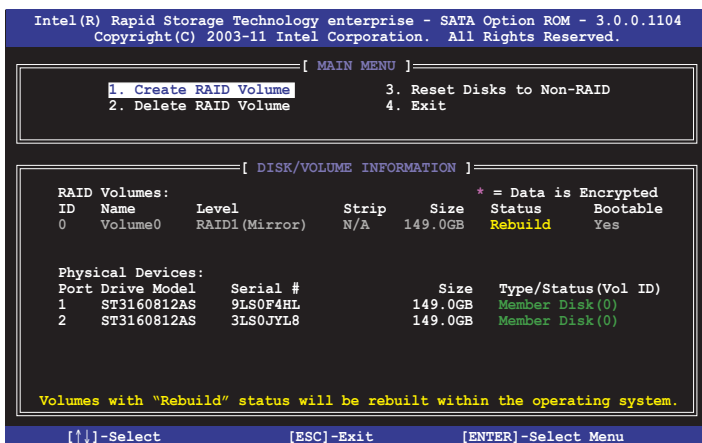 Intel(R) Rapid Storage Technology enterprise - SATA Option ROM - 3.0.0.1104
Copyright(C) 2003-11 Intel Corporation. All Rights Reserved.
[ MAIN MENU ]
1. Create RAID Volume 3. Reset Disks to Non-RAID
2. Delete RAID Volume 4. Exit
[ DISK/VOLUME INFORMATION ]
RAID Volumes: * = Data is Encrypted
ID Name Level Strip Size Status Bootable
0 Volume0 RAID1(Mirror) N/A 149.0GB Rebuild Yes
Physical Devices:
Port Drive Model Serial # Size Type/Status(Vol ID)
1 ST3160812AS 9LS0F4HL 149.0GB Member Disk(0)
2 ST3160812AS 3LS0JYL8 149.0GB Member Disk(0)
Volumes with “Rebuild” status will be rebuilt within the operating system.
[↑↓]-Select [ESC]-Exit [ENTER]-Select Menu